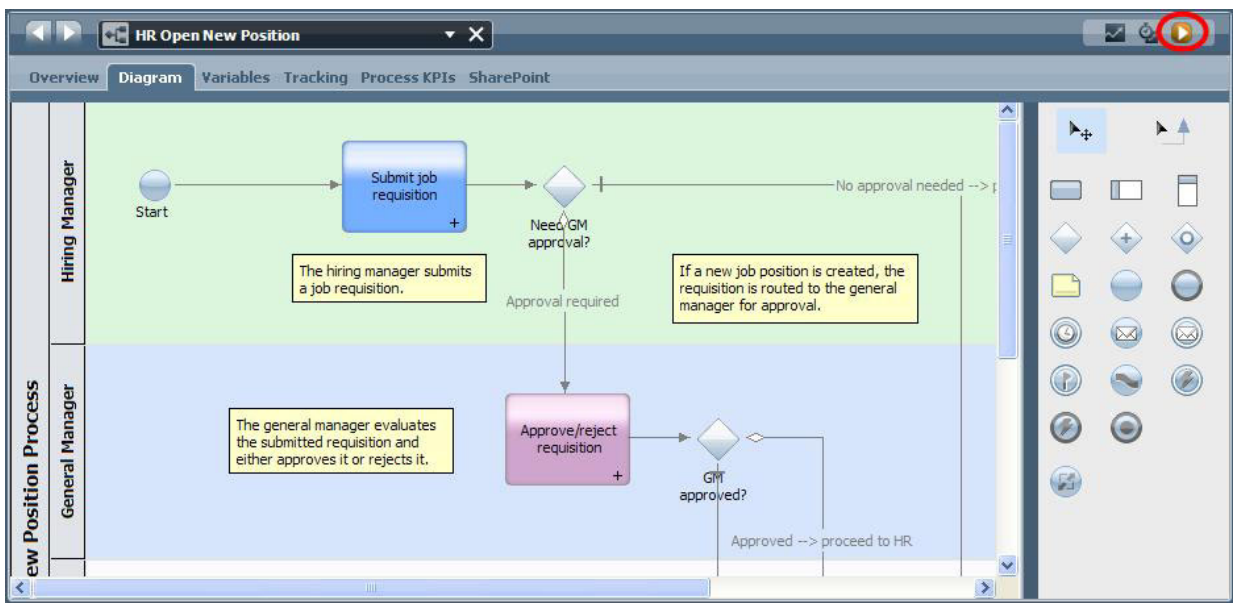 HR Open New Position
Overview Diagram Variables Tracking Process KPIs SharePoint
Hiring Manager
Start
Submit job
requisition
Need GM
approval?
No approval needed -->
The hiring manager submits
a job requisition.
If a new job position is created, the
requisition is routed to the general
manager for approval.
Approval required
Position Process
General Manager
The general manager evaluates
the submitted requisition and
either approves it or rejects it.
Approve/reject
requisition
GM
approved?
Approved --> proceed to HR